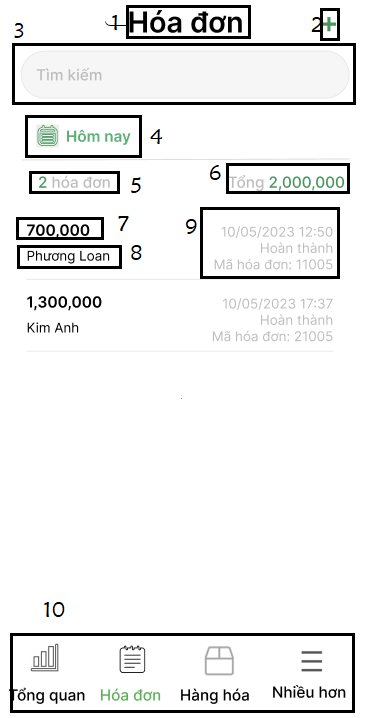 1 Hóa đơn 2 +
3
Tìm kiếm
Hôm nay 4
2 hóa đơn 5 6 Tổng 2,000,000
700,000 7 9 10/05/2023 12:50
Hoàn thành
Phương Loan 8 Mã hóa đơn: 11005
1,300,000 10/05/2023 17:37
Hoàn thành
Kim Anh Mã hóa đơn: 21005
10
Tổng quan Hóa đơn Hàng hóa Nhiều hơn